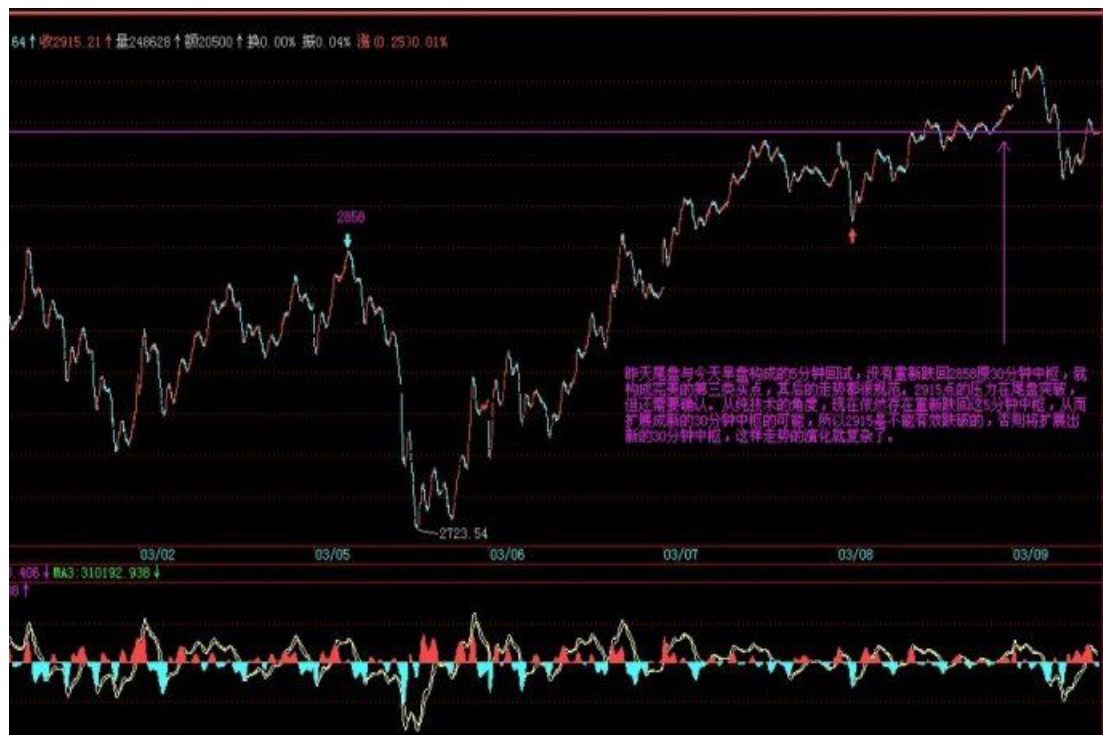 64↑收2915.21↑量248628↑额20500↑换0.00% 振0.04% 涨(0.25)0.01%
2858
昨天尾盘与今天早盘构成的5分钟回试，没有重新跌回2858原30分钟中枢，就
构成完美的第三类买点，其后的走势都很规范。2915点的压力在尾盘突破，
但还需要确认。从纯技术的角度，现在依然存在重新跌回这5分钟中枢，从而
扩展成新的30分钟中枢的可能，所以2915是不能有效跌破的，否则将扩展出
新的30分钟中枢，这样走势的演化就复杂了。
2723.54
03/02 03/05 03/06 03/07 03/08 03/09
.406↓MA3:310192.938↓
8↑